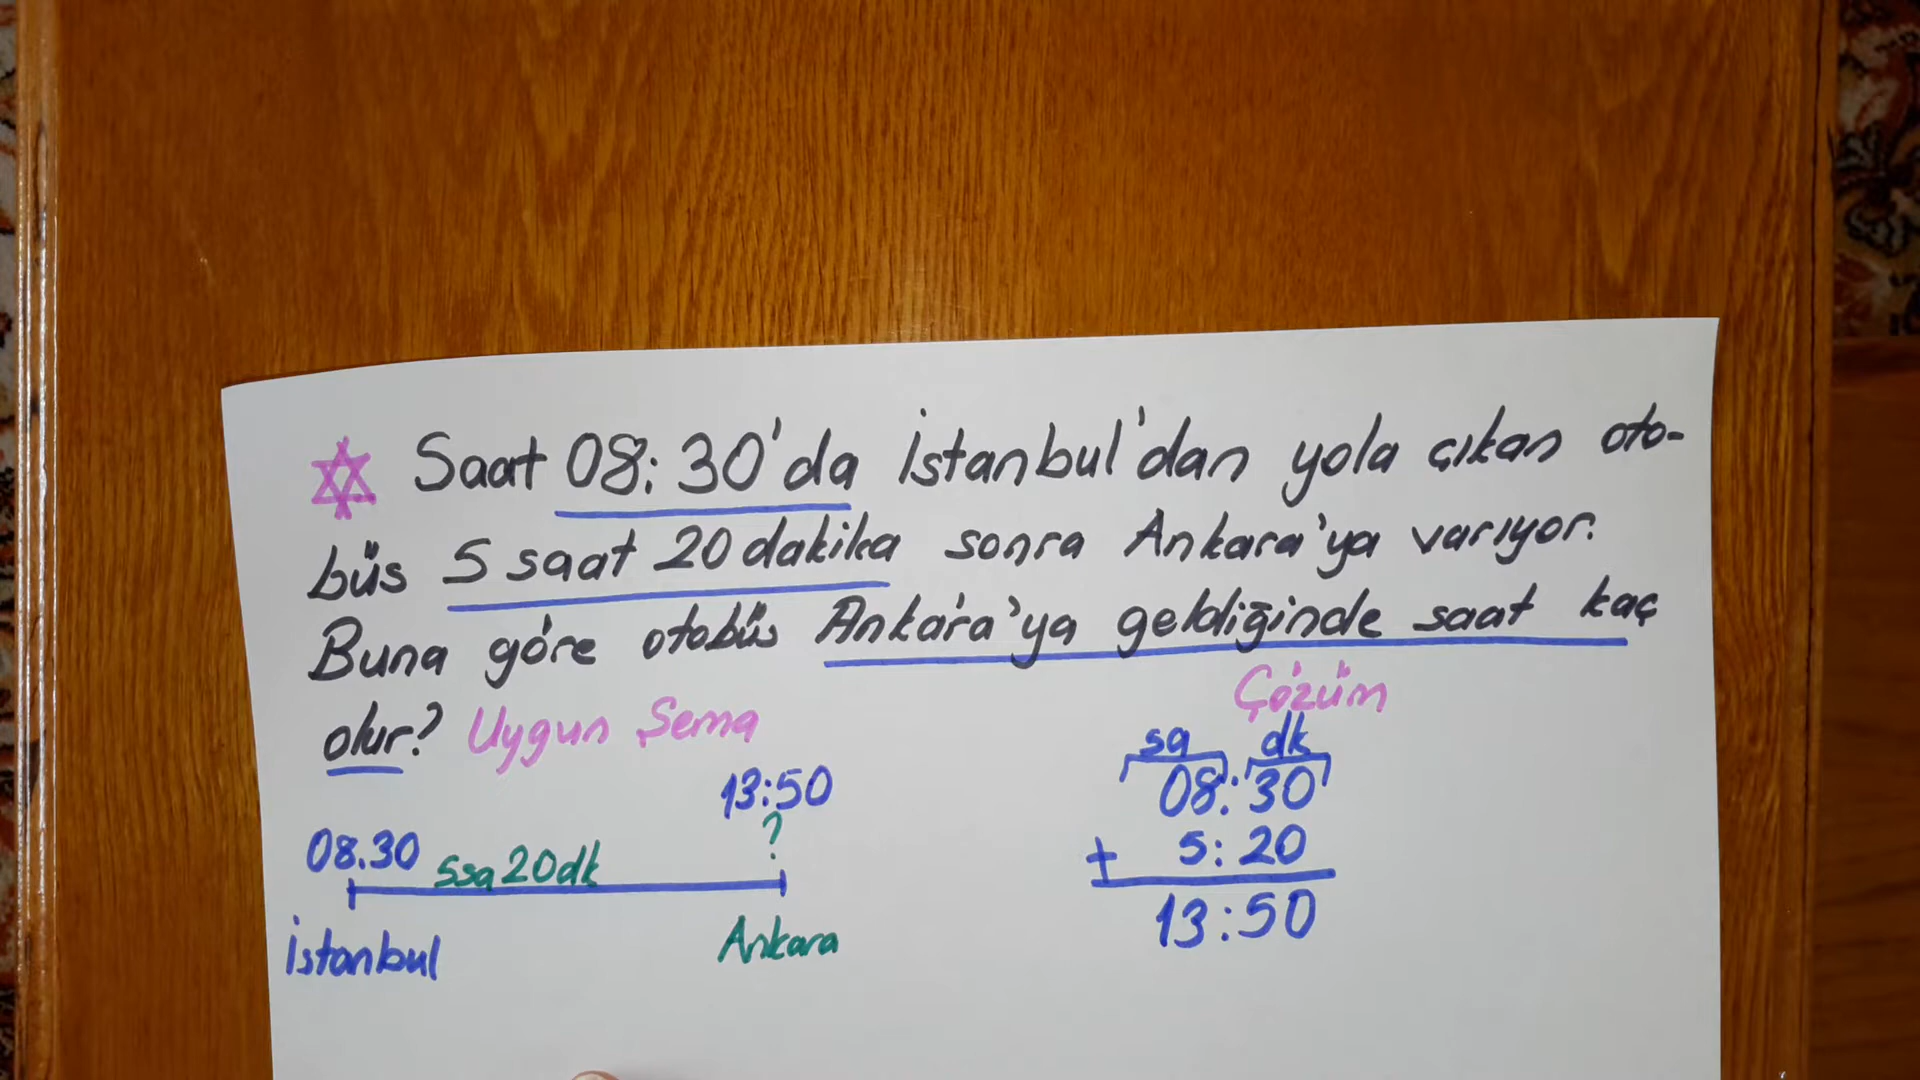 Saat 08:30'da İstanbul'dan yola çıkan oto-
büs 5 saat 20 dakika sonra Ankara'ya varıyor.
Buna göre otobüs Ankara'ya geldiğinde saat kaç
olur?
Uygun Şema
13:50
?
08.30
5sa 20dk
İstanbul
Ankara
Çözüm
sa dk
08:30
+ 5:20
13:50